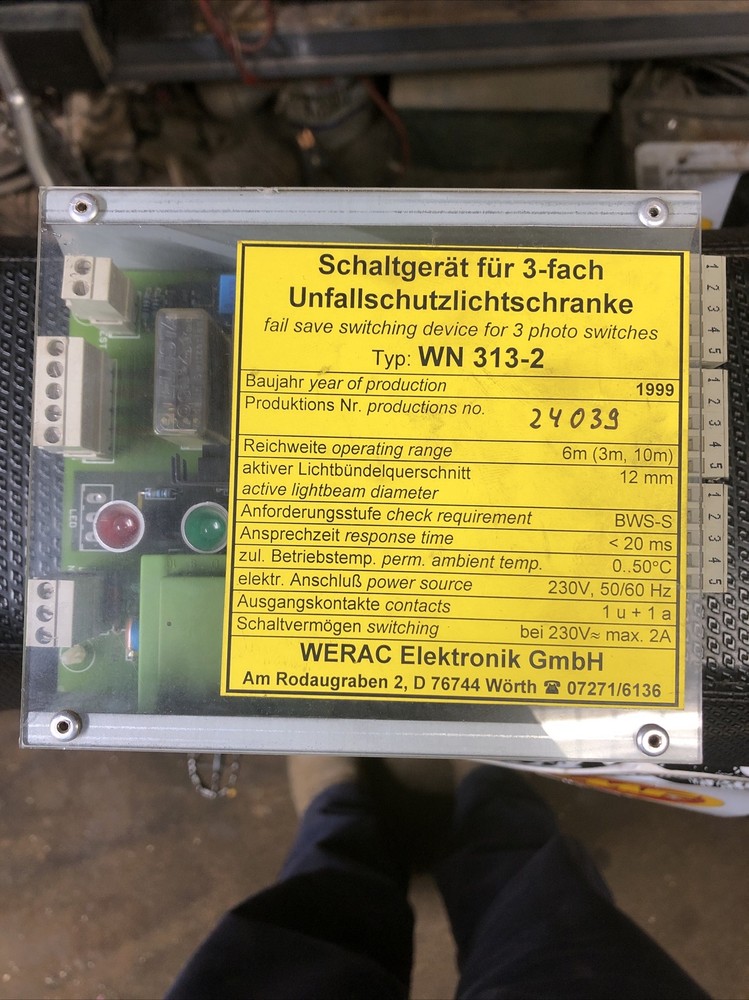 Schaltgerät für 3-fach
Unfallschutzlichtschranke
fail save switching device for 3 photo switches
Typ: WN 313-2
Baujahr year of production 1999
Produktions Nr. productions no. 24039
Reichweite operating range 6m (3m, 10m)
aktiver Lichtbündelquerschnitt 12 mm
active lightbeam diameter
Anforderungsstufe check requirement BWS-S
Ansprechzeit response time < 20 ms
zul. Betriebstemp. perm. ambient temp. 0..50°C
elektr. Anschluß power source 230V, 50/60 Hz
Ausgangskontakte contacts 1 u + 1 a
Schaltvermögen switching bei 230V≈ max. 2A
WERAC Elektronik GmbH
Am Rodaugraben 2, D 76744 Wörth ☎ 07271/6136
LED
1
2
3
4
5
1
2
3
4
5
1
2
3
4
5